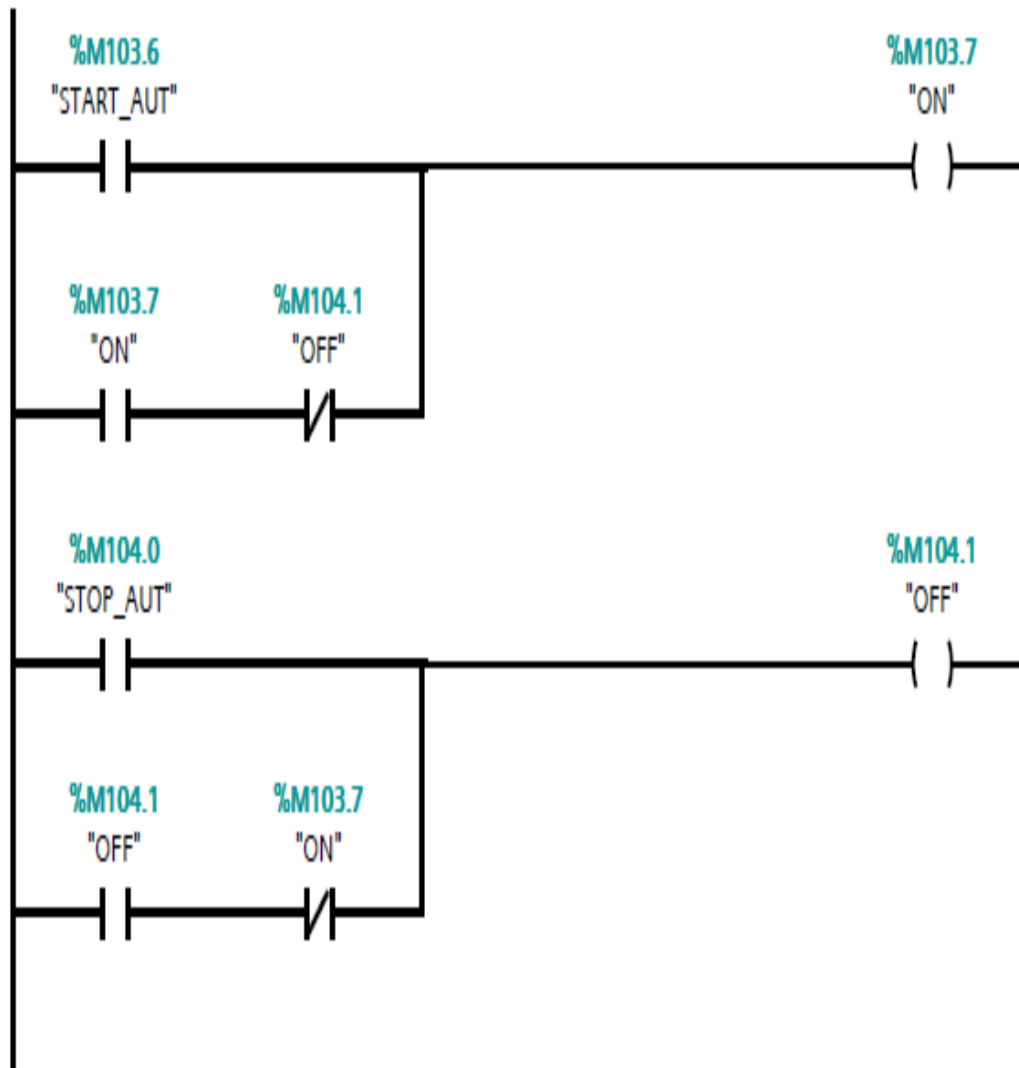 %M103.6
"START_AUT"
%M103.7
"ON"
%M103.7
"ON"
%M104.1
"OFF"
%M104.0
"STOP_AUT"
%M104.1
"OFF"
%M104.1
"OFF"
%M103.7
"ON"